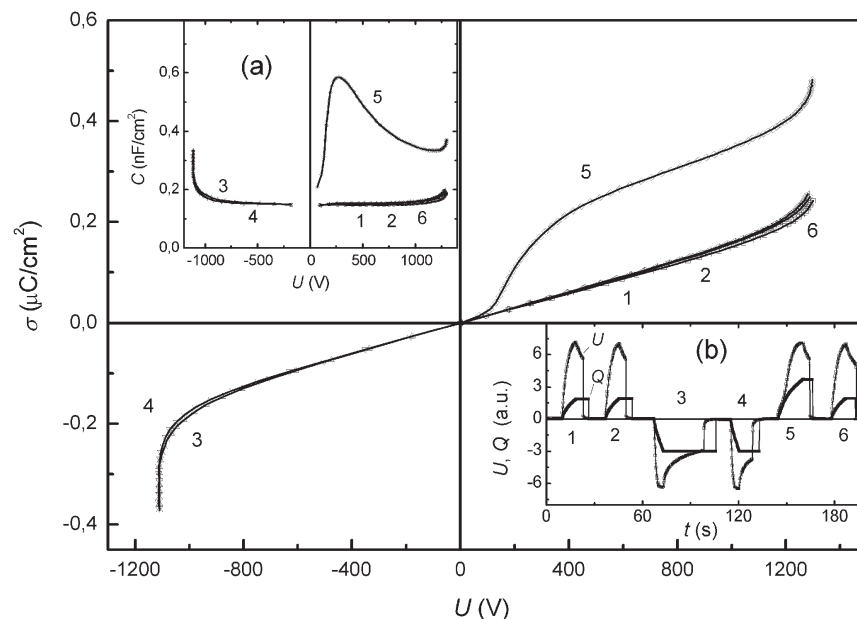 0,6
0,4
0,2
0,0
-0,2
-0,4
σ (μC/cm²)
-1200 -800 -400 0 400 800 1200
U (V)
5
1
2
6
4
3
(a)
0,6
0,4
0,2
0,0
C (nF/cm²)
-1000 -500 0 500 1000
U (V)
3
4
5
1 2 6
(b)
6
3
0
-3
-6
U, Q (a.u.)
0 60 120 180
t (s)
U
Q
1 2 3 4 5 6